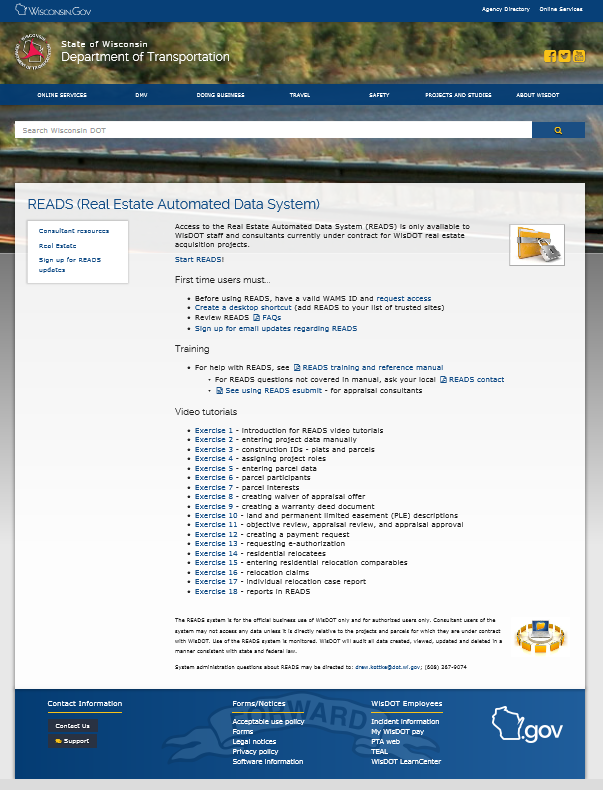 WISCONSIN.GOV
Agency Directory Online Services
State of Wisconsin
Department of Transportation
ONLINE SERVICES DMV DOING BUSINESS TRAVEL SAFETY PROJECTS AND STUDIES ABOUT WISDOT
Search Wisconsin DOT
READS (Real Estate Automated Data System)
Consultant resources
Real Estate
Sign up for READS
updates
Access to the Real Estate Automated Data System (READS) is only available to
WisDOT staff and consultants currently under contract for WisDOT real estate
acquisition projects.
Start READS!
First time users must...
• Before using READS, have a valid WAMS ID and request access
• Create a desktop shortcut (add READS to your list of trusted sites)
• Review READS FAQs
• Sign up for email updates regarding READS
Training
• For help with READS, see READS training and reference manual
• For READS questions not covered in manual, ask your local READS contact
• See using READS esubmit - for appraisal consultants
Video tutorials
• Exercise 1 - introduction for READS video tutorials
• Exercise 2 - entering project data manually
• Exercise 3 - construction IDs - plats and parcels
• Exercise 4 - assigning project roles
• Exercise 5 - entering parcel data
• Exercise 6 - parcel participants
• Exercise 7 - parcel interests
• Exercise 8 - creating waiver of appraisal offer
• Exercise 9 - creating a warranty deed document
• Exercise 10 - land and permanent limited easement (PLE) descriptions
• Exercise 11 - objective review, appraisal review, and appraisal approval
• Exercise 12 - creating a payment request
• Exercise 13 - requesting e-authorization
• Exercise 14 - residential relocatees
• Exercise 15 - entering residential relocation comparables
• Exercise 16 - relocation claims
• Exercise 17 - individual relocation case report
• Exercise 18 - reports in READS
The READS system is for the official business use of WisDOT only and for authorized users only. Consultant users of the
system may not access any data unless it is directly relative to the projects and parcels for which they are under contract
with WisDOT. Use of the READS system is monitored. WisDOT will audit all data created, viewed, updated and deleted in a
manner consistent with state and federal law.
System administration questions about READS may be directed to: drew.kottke@dot.wi.gov; (608) 267-9074
FORWARD
Contact Information Forms/Notices WisDOT Employees
Contact Us
Support
Acceptable use policy
Forms
Legal notices
Privacy policy
Software information
Incident information
My WisDOT pay
PTA web
TEAL
WisDOT LearnCenter
.gov